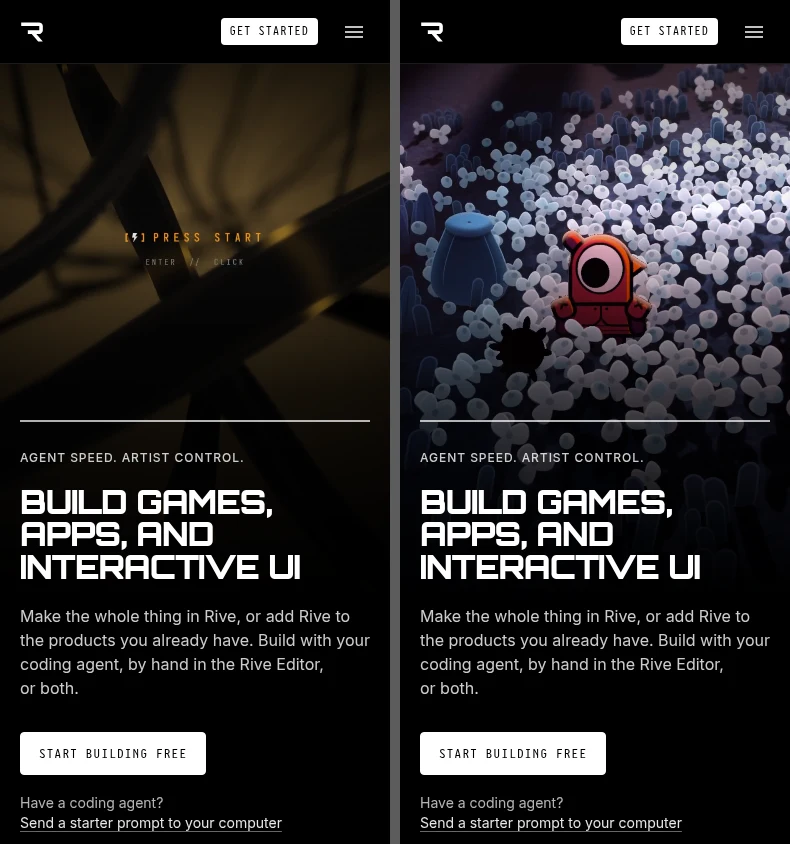 GET STARTED
PRESS START
ENTER // CLICK
AGENT SPEED. ARTIST CONTROL.
BUILD GAMES,
APPS, AND
INTERACTIVE UI
Make the whole thing in Rive, or add Rive to
the products you already have. Build with your
coding agent, by hand in the Rive Editor,
or both.
START BUILDING FREE
Have a coding agent?
Send a starter prompt to your computer
GET STARTED
AGENT SPEED. ARTIST CONTROL.
BUILD GAMES,
APPS, AND
INTERACTIVE UI
Make the whole thing in Rive, or add Rive to
the products you already have. Build with your
coding agent, by hand in the Rive Editor,
or both.
START BUILDING FREE
Have a coding agent?
Send a starter prompt to your computer